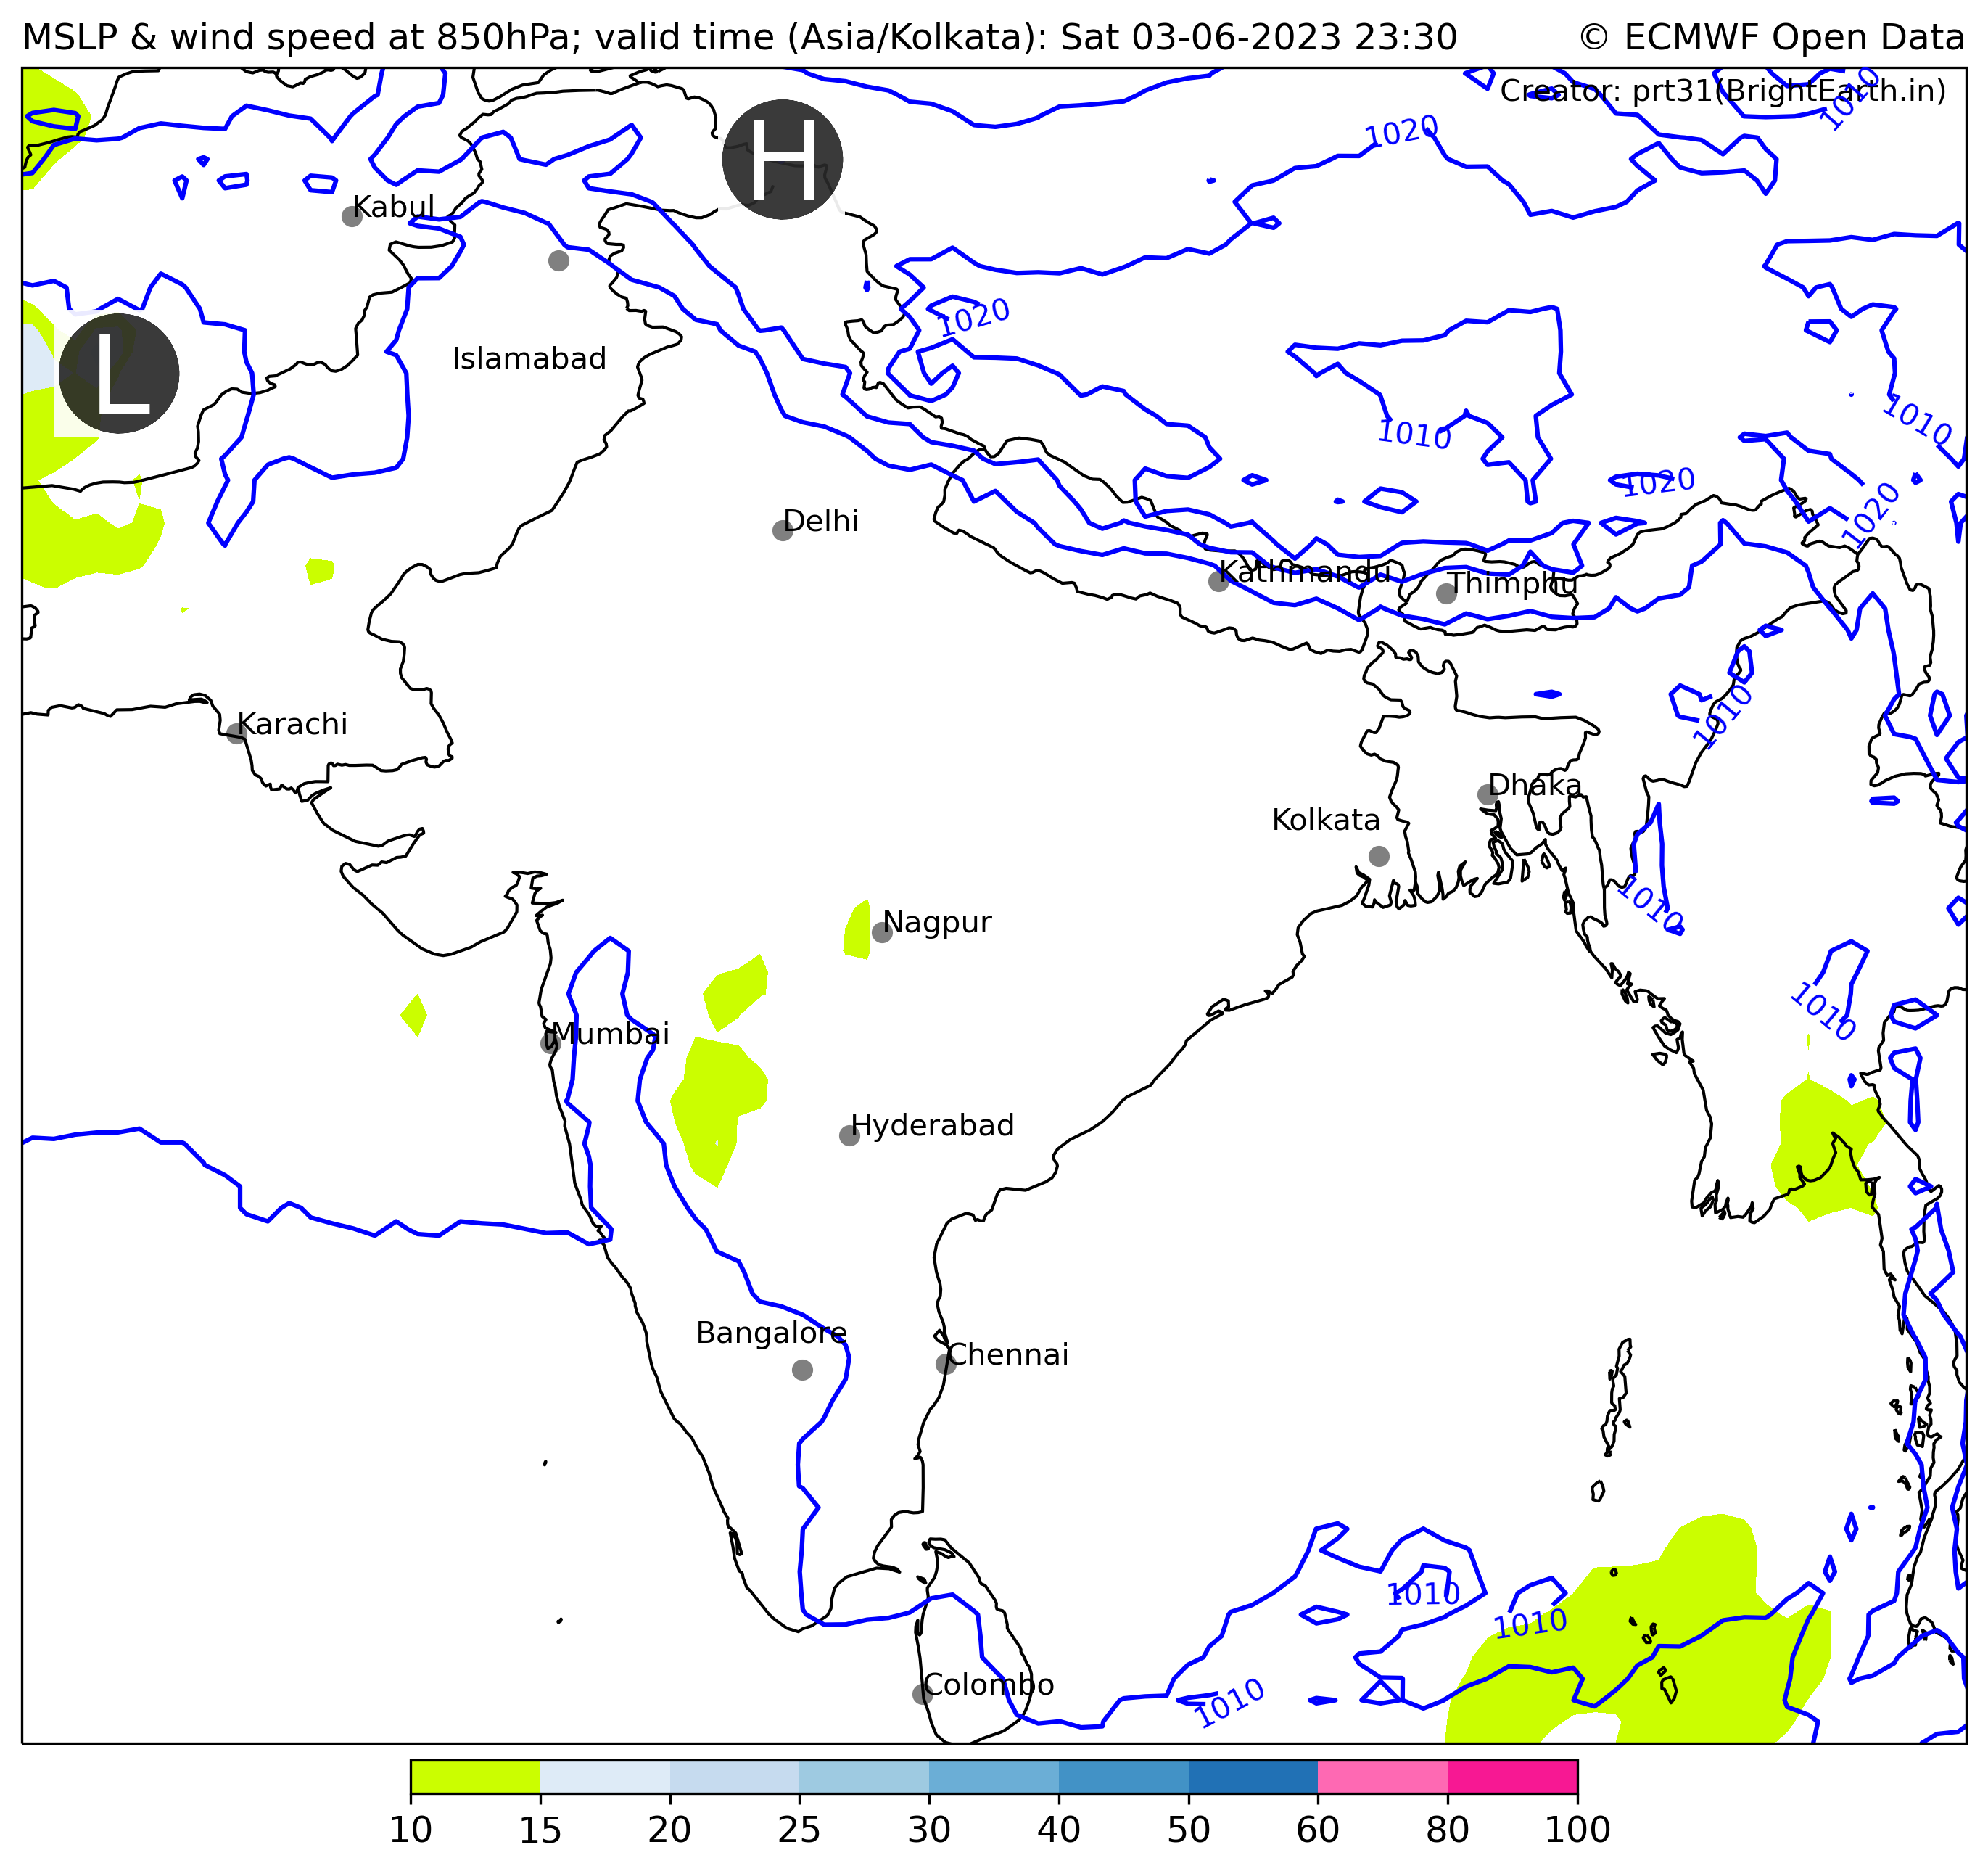 MSLP & wind speed at 850hPa; valid time (Asia/Kolkata): Sat 03-06-2023 23:30
© ECMWF Open Data
Creator: prt31(BrightEarth.in)
1010
1020
H
Kabul
1020
L
Islamabad
1010
1010
1020
1020
Delhi
Kathmandu
Thimphu
1010
Karachi
Dhaka
Kolkata
1010
Nagpur
1010
Mumbai
Hyderabad
Bangalore
Chennai
1010
1010
Colombo
1010
10 15 20 25 30 40 50 60 80 100